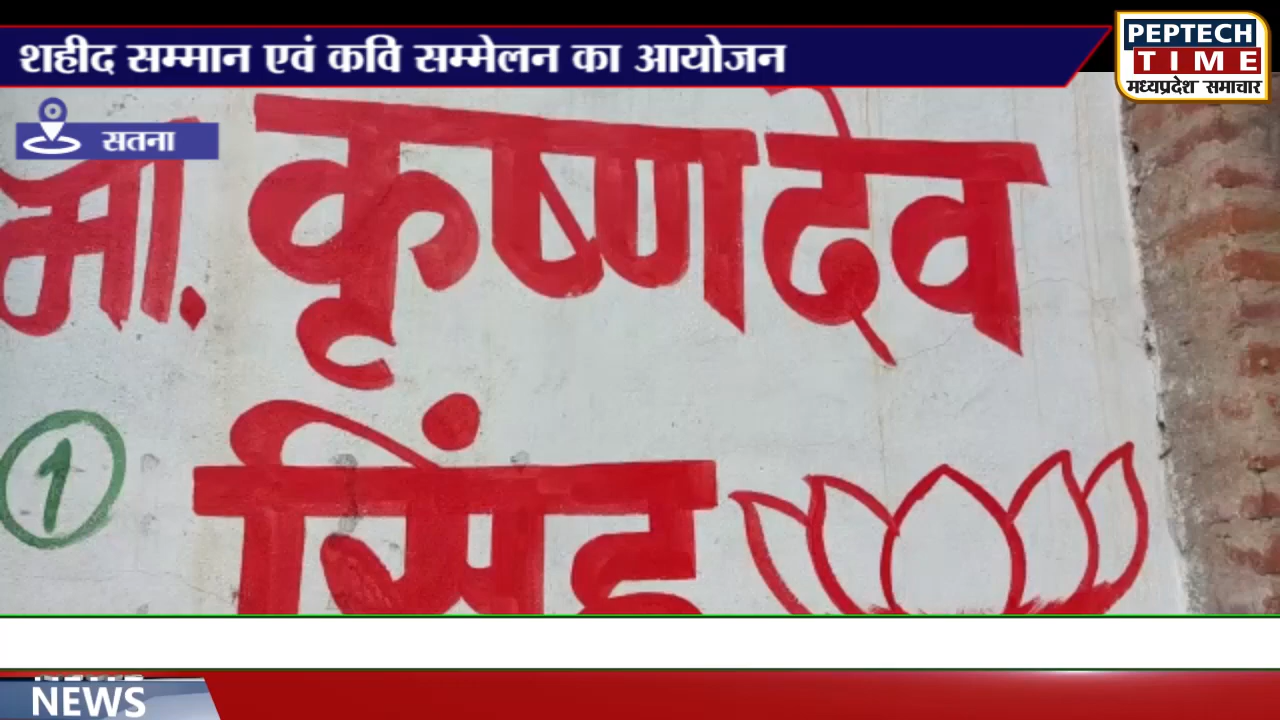 शहीद सम्मान एवं कवि सम्मेलन का आयोजन
PEPTECH
TIME
मध्यप्रदेश समाचार
सतना
मा. कृष्णदेव
1
सिंह
NEWS